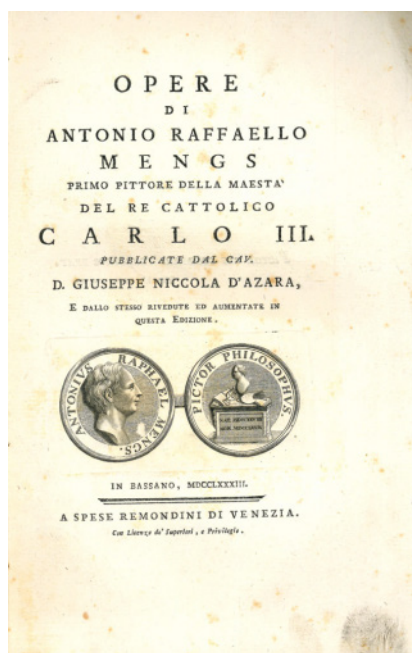 OPERE
DI
ANTONIO RAFFAELLO
MENGS
PRIMO PITTORE DELLA MAESTA'
DEL RE CATTOLICO
CARLO III.
PUBBLICATE DAL CAV.
D. GIUSEPPE NICCOLA D'AZARA,
E DALLO STESSO RIVEDUTE ED AUMENTATE IN
QUESTA EDIZIONE.
ANTONIVS RAPHAEL MENGS.
PICTOR PHILOSOPHVS.
IN BASSANO, MDCCLXXXIII.
A SPESE REMONDINI DI VENEZIA.
Con Licenza de' Superiori, e Privilegio.